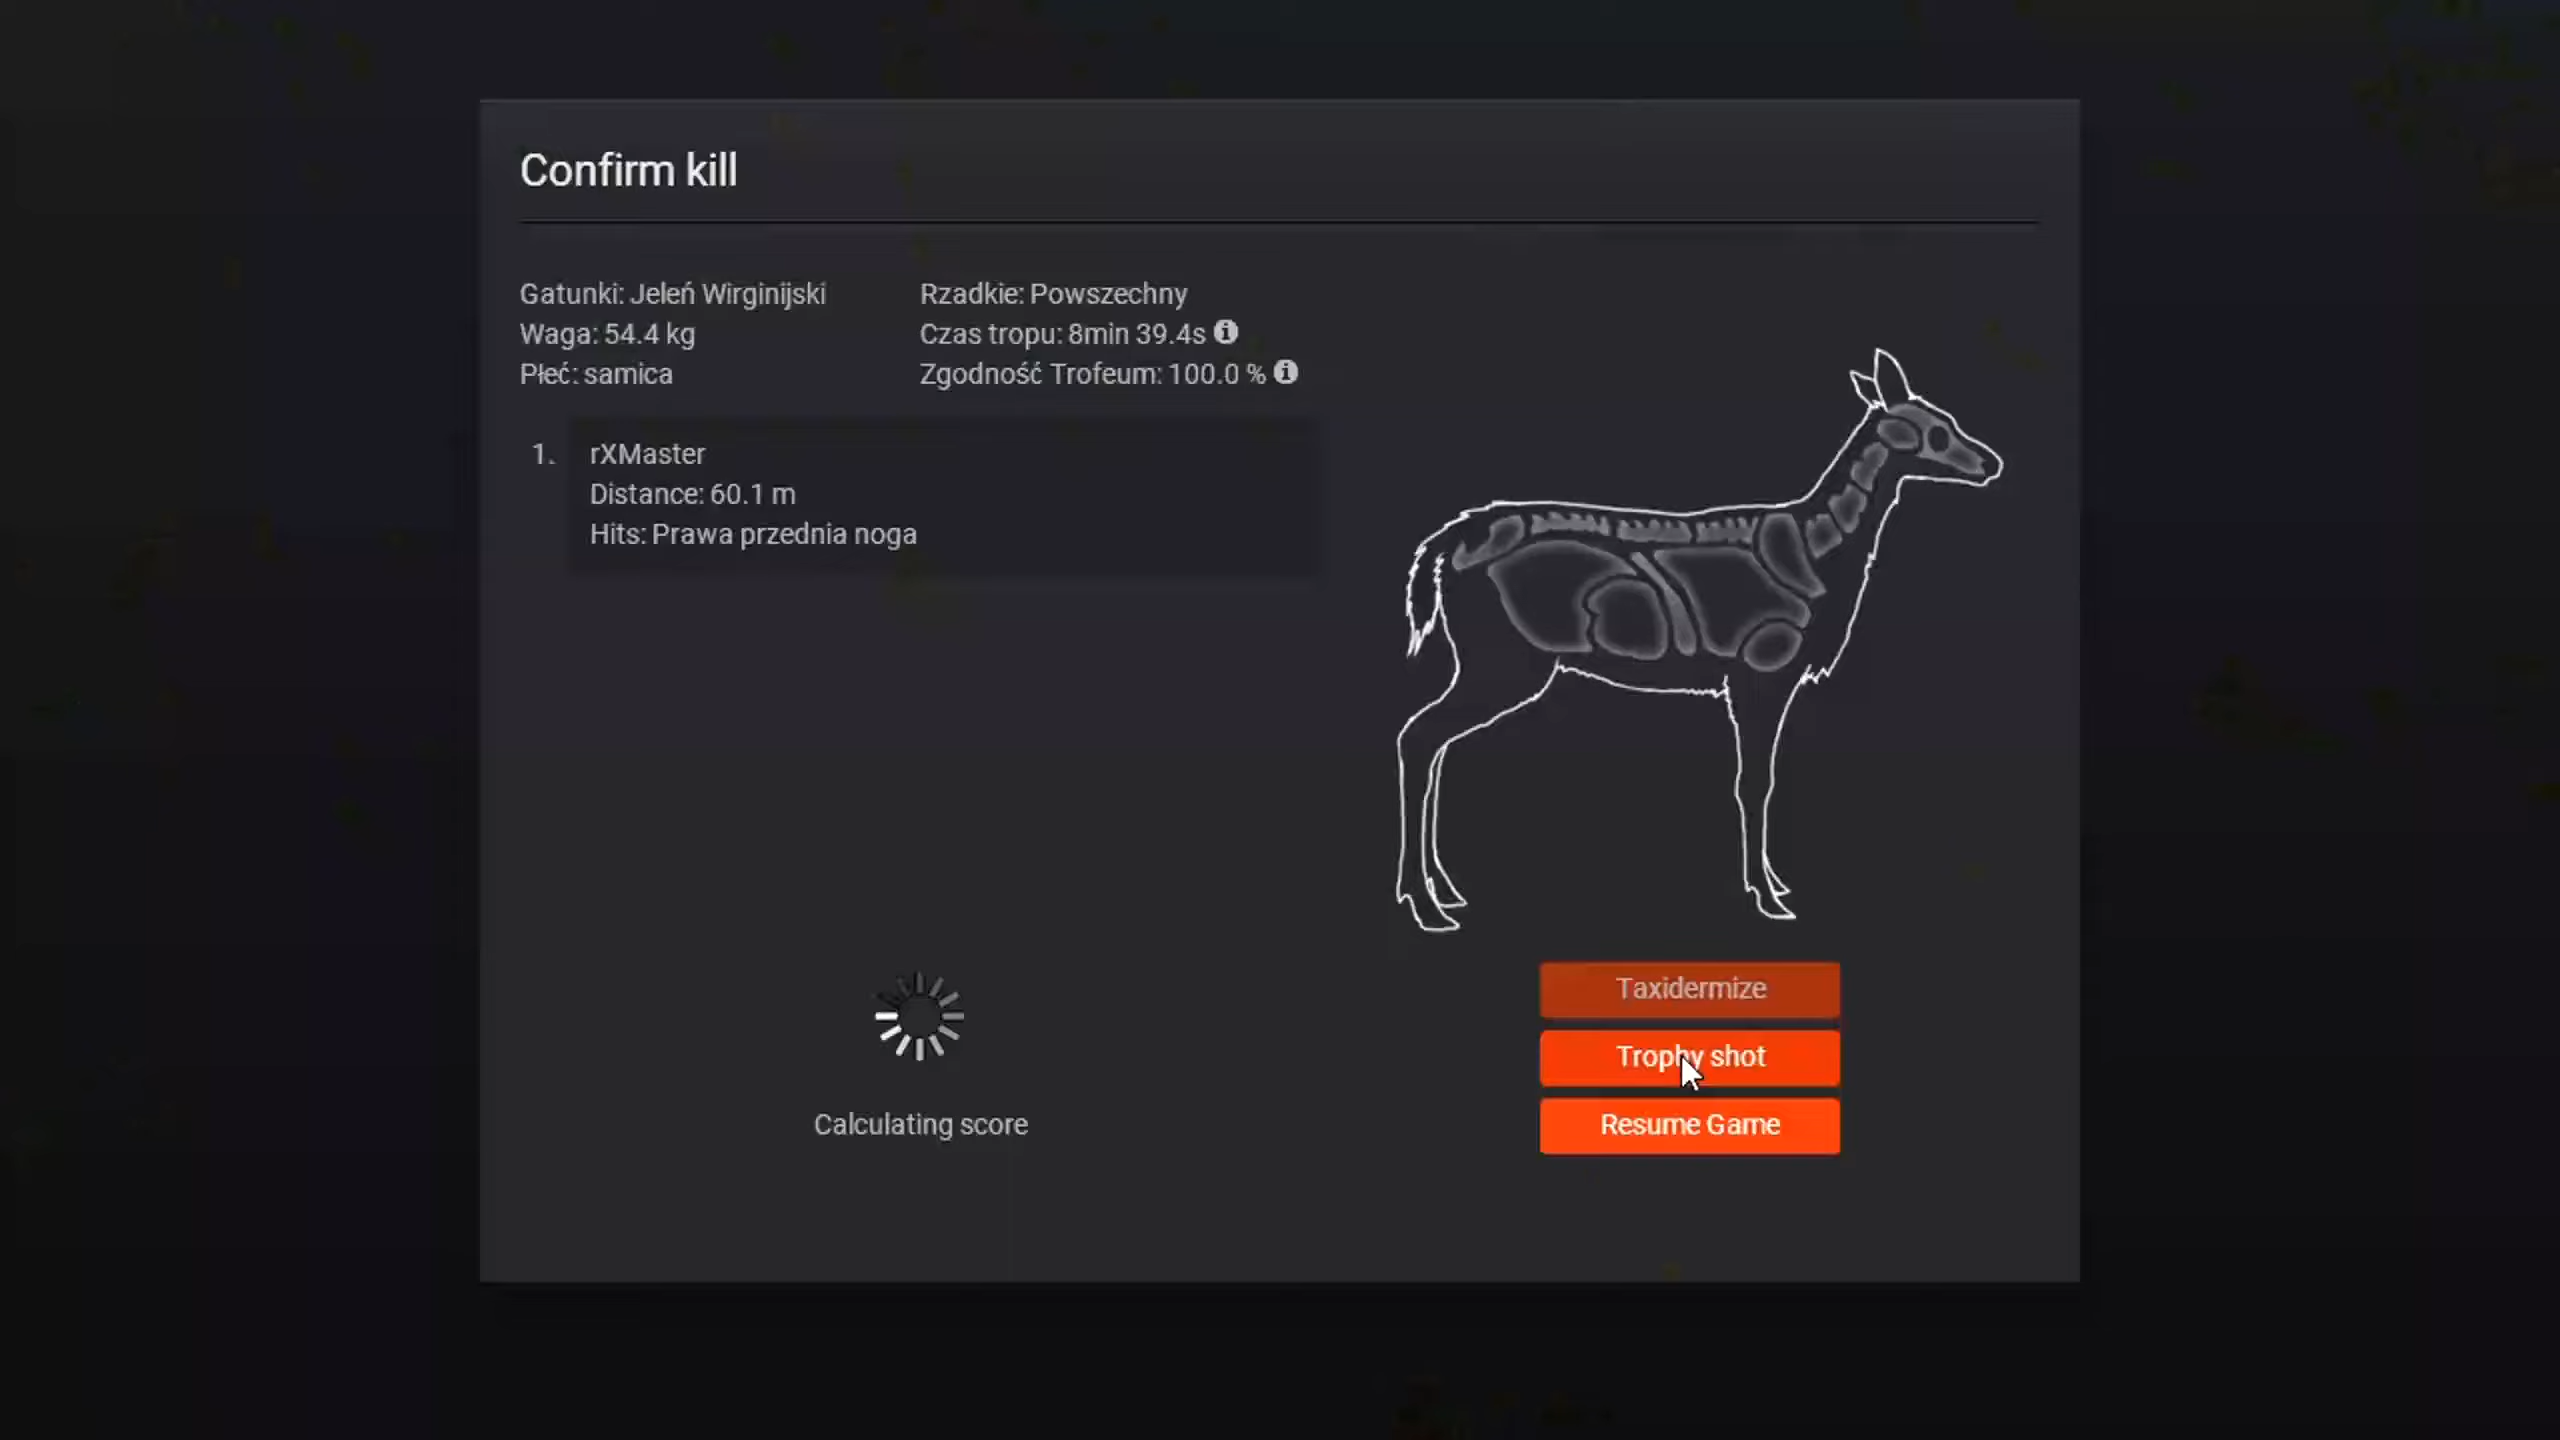 Confirm kill
Gatunki: Jeleń Wirginijski
Waga: 54.4 kg
Płeć: samica
Rzadkie: Powszechny
Czas tropu: 8min 39.4s
Zgodność Trofeum: 100.0 %
1. rXMaster
Distance: 60.1 m
Hits: Prawa przednia noga
Calculating score
Taxidermize
Trophy shot
Resume Game